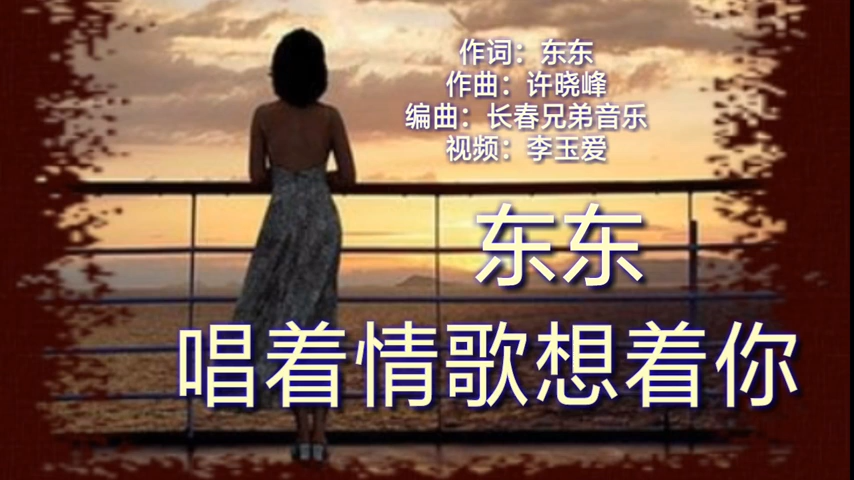 作词：东东
作曲：许晓峰
编曲：长春兄弟音乐
视频：李玉爱
东东
唱着情歌想着你